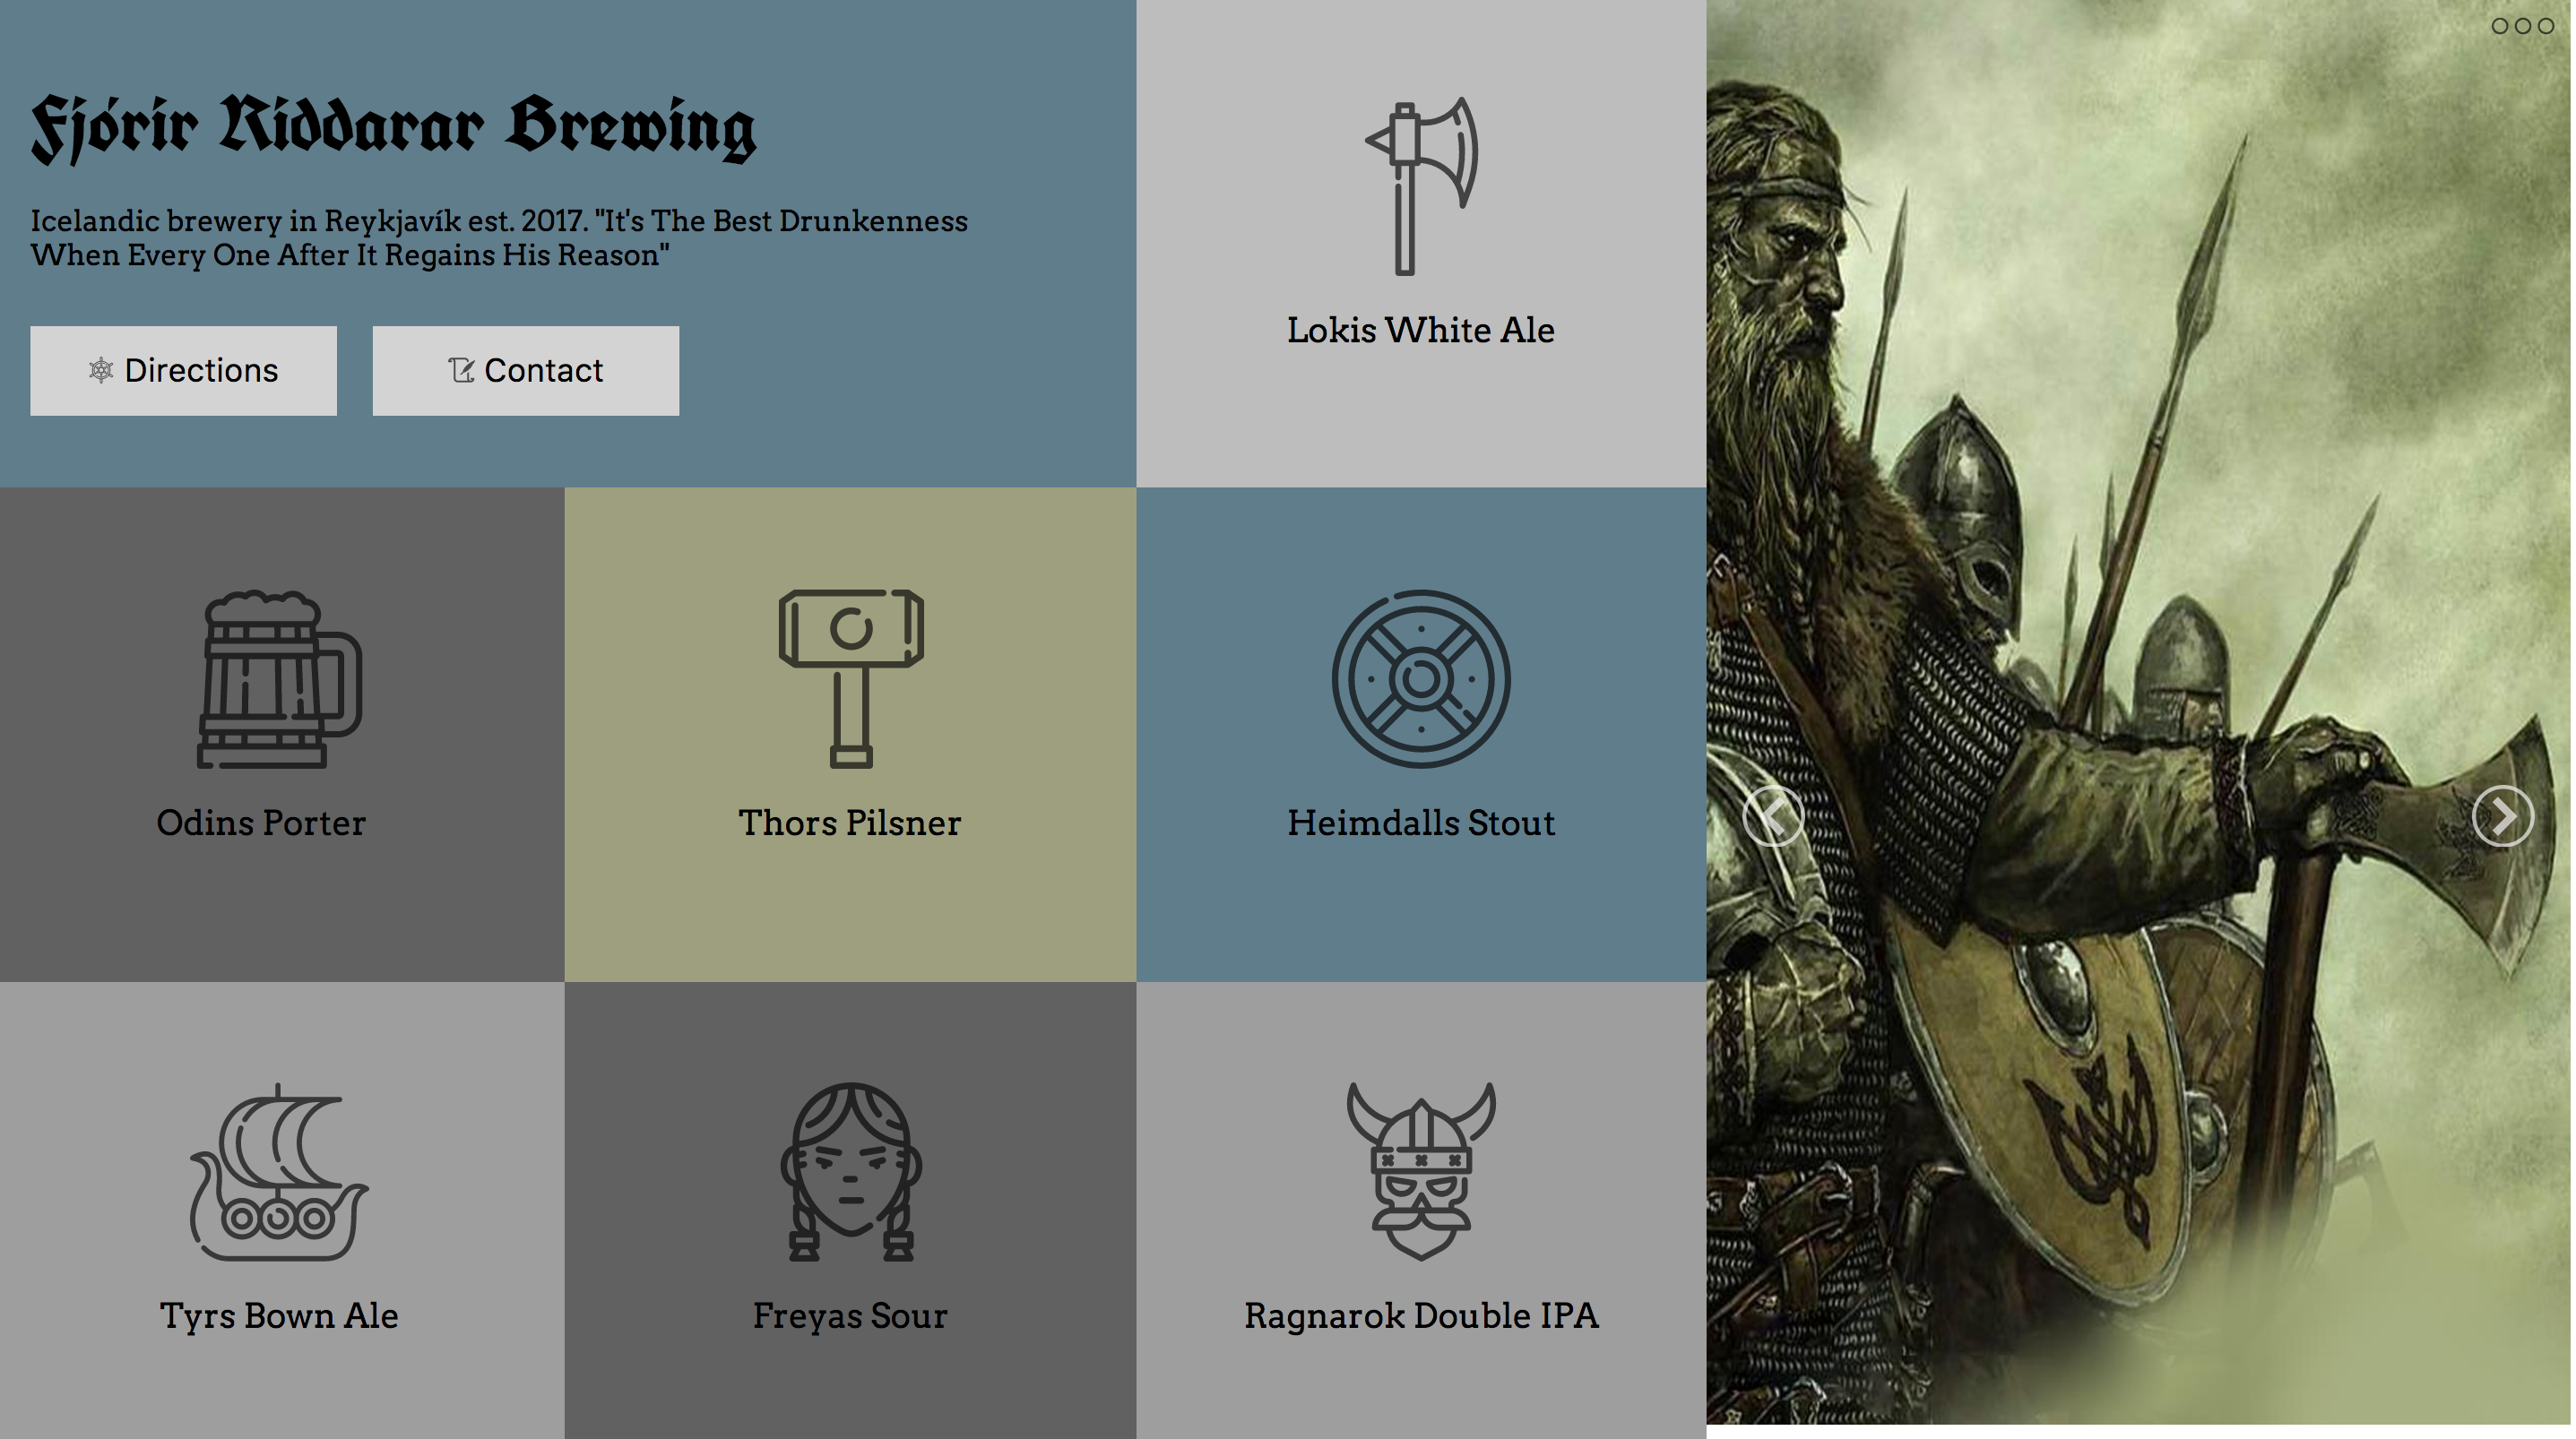 Fjórir Riddarar Brewing
Icelandic brewery in Reykjavík est. 2017. "It's The Best Drunkenness
When Every One After It Regains His Reason"
Directions
Contact
Lokis White Ale
Odins Porter
Thors Pilsner
Heimdalls Stout
Tyrs Bown Ale
Freyas Sour
Ragnarok Double IPA